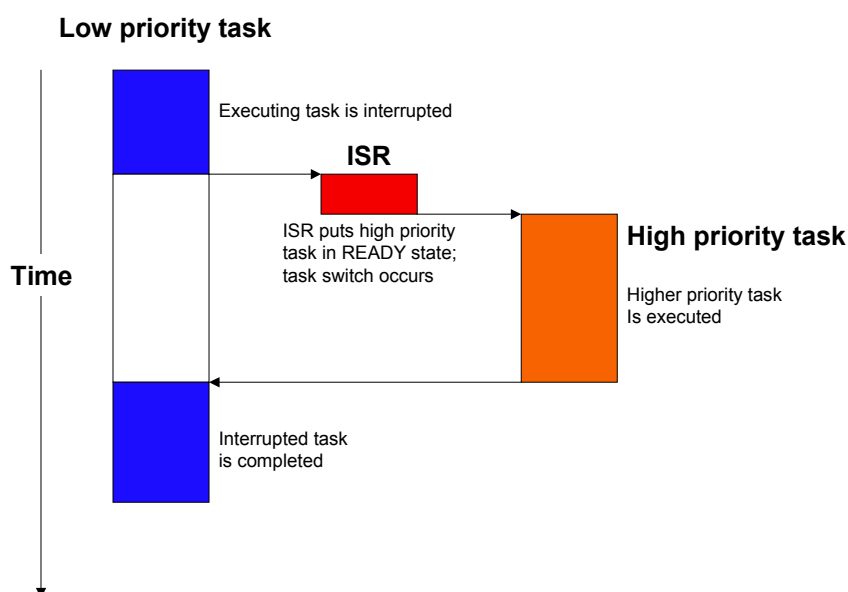 Low priority task
Executing task is interrupted
ISR
ISR puts high priority
task in READY state;
task switch occurs
High priority task
Time
Higher priority task
Is executed
Interrupted task
is completed